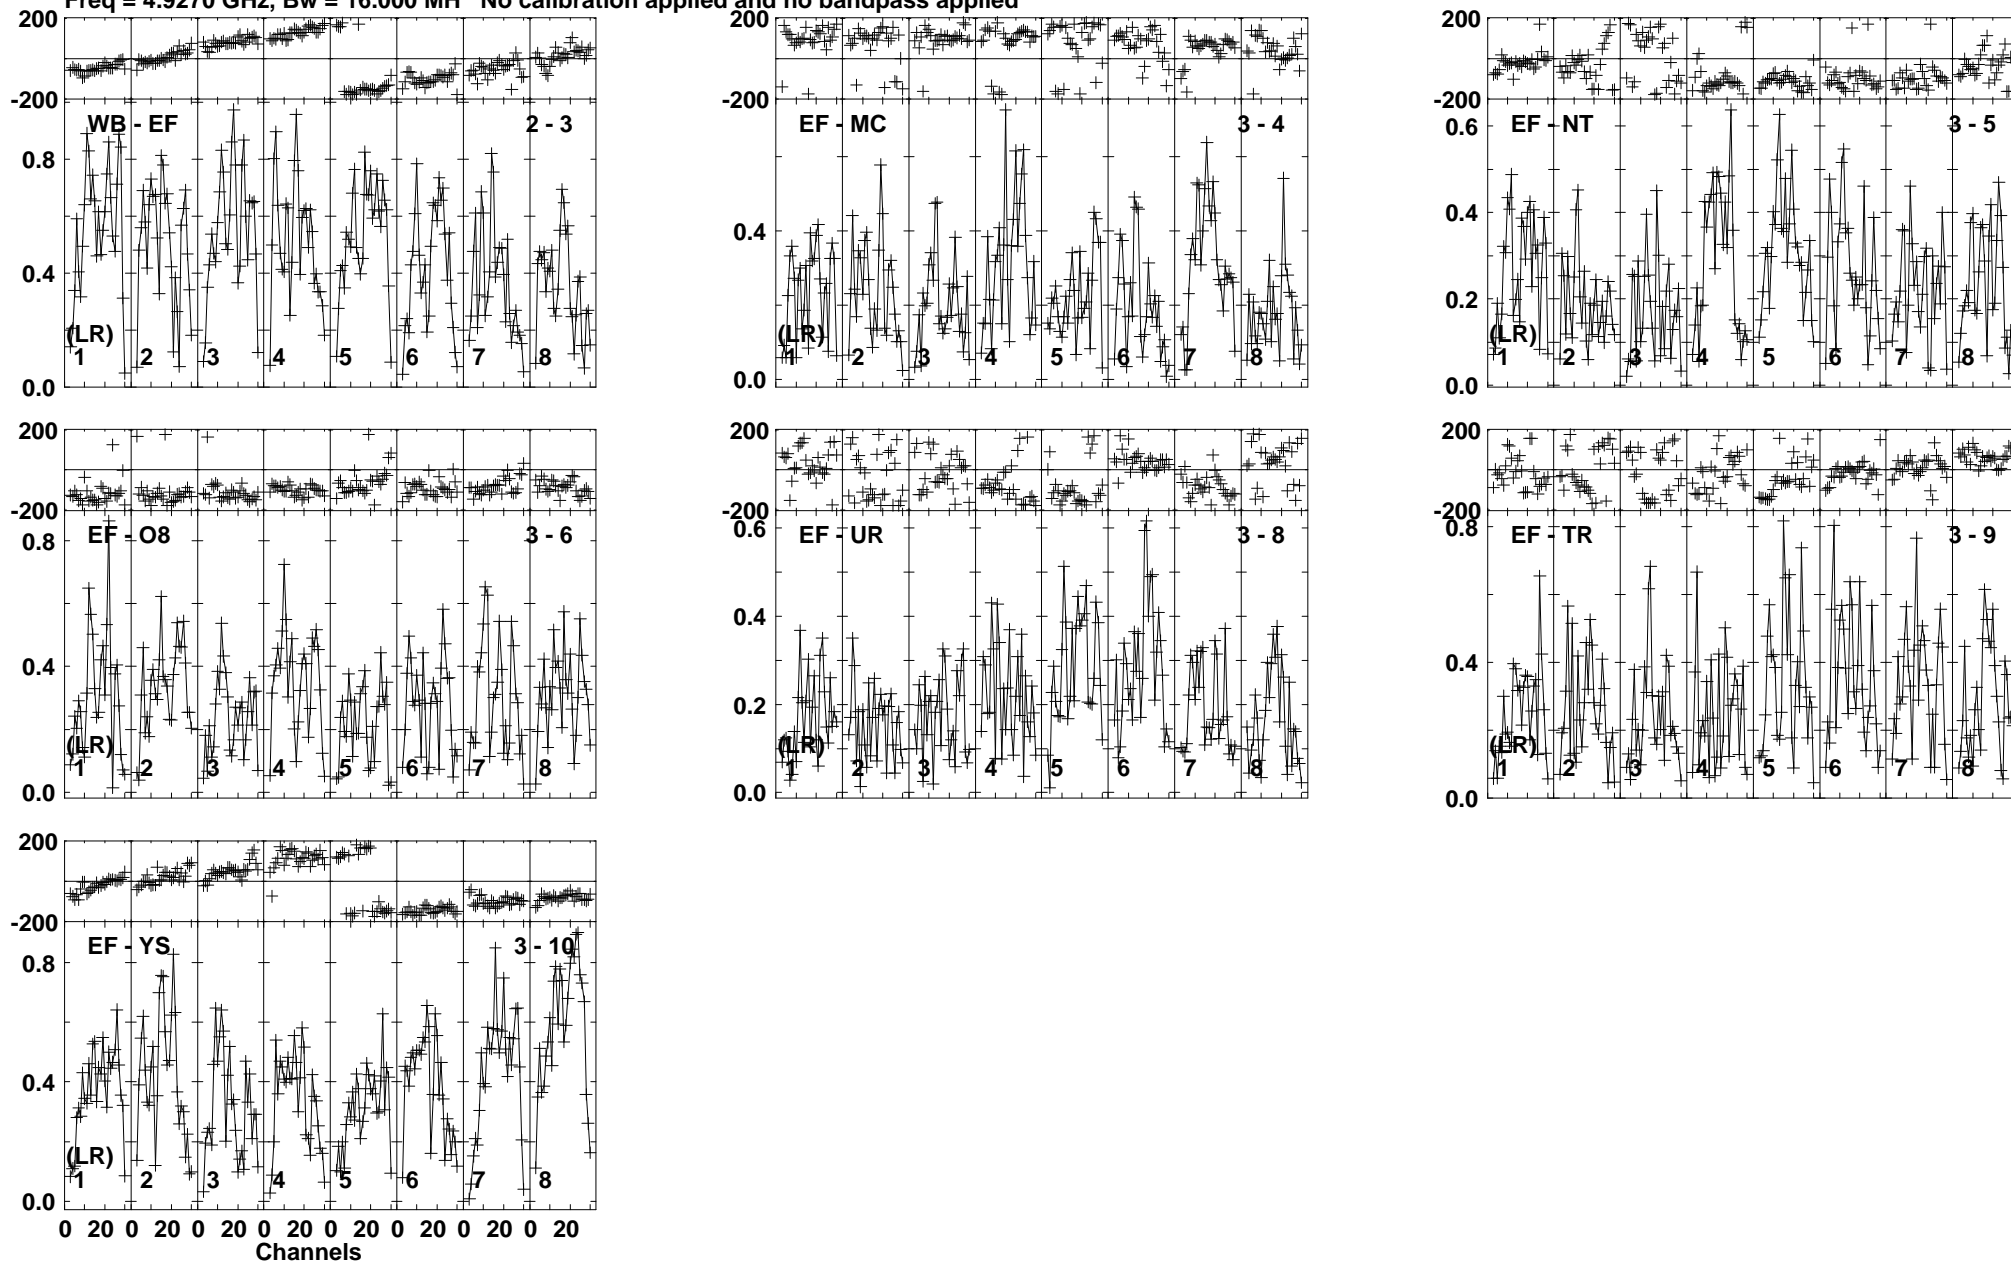 Freq = 4.9270 GHz, Bw = 16.000 MH No calibration applied and no bandpass applied
200 200 200
-200 -200 -200
WB - EF 2 - 3 EF - MC 3 - 4 EF - NT 3 - 5
0.8 0.6
0.4 0.4 0.4
0.2
(LR) (LR) (LR)
1 2 3 4 5 6 7 8 1 2 3 4 5 6 7 8 1 2 3 4 5 6 7 8
0.0 0.0 0.0
200 200 200
-200 -200 -200
EF - O8 3 - 6 EF - UR 3 - 8 EF - TR 3 - 9
0.8 0.6 0.8
0.4 0.4 0.4
0.2
(LR) (LR) (LR)
1 2 3 4 5 6 7 8 1 2 3 4 5 6 7 8 1 2 3 4 5 6 7 8
0.0 0.0 0.0
200
-200
EF - YS 3 - 10
0.8
0.4
(LR)
1 2 3 4 5 6 7 8
0.0
0 20 0 20 0 20 0 20 0 20 0 20 0 20 0 20
Channels